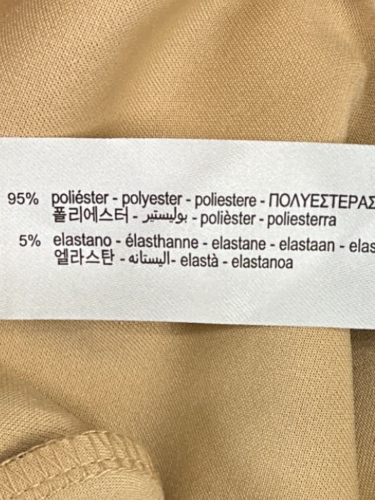 95% poliéster - polyester - poliestere - ΠΟΛΥΕΣΤΕΡΑΣ
폴리에스터 - بوليستير - polièster - poliesterra
5% elastano - élasthanne - elastane - elastaan - elas
엘라스탄 - اليستانه - elastà - elastanoa